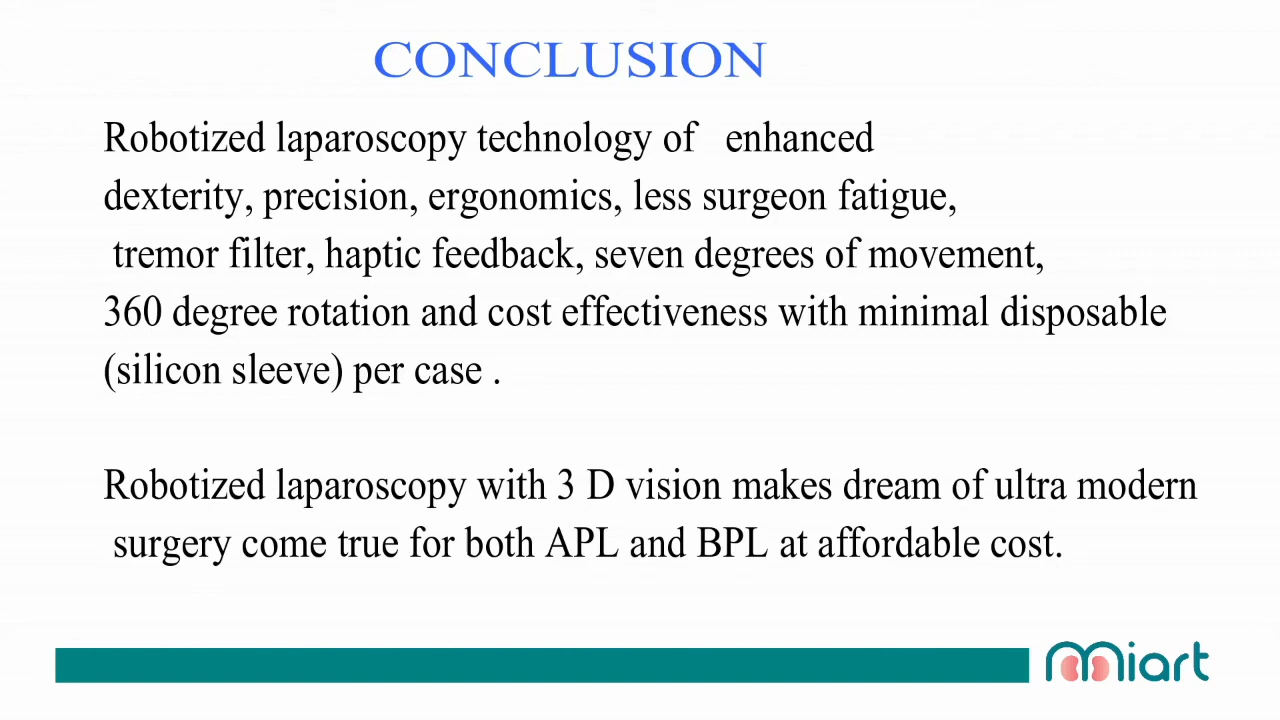 CONCLUSION
Robotized laparoscopy technology of enhanced
dexterity, precision, ergonomics, less surgeon fatigue,
tremor filter, haptic feedback, seven degrees of movement,
360 degree rotation and cost effectiveness with minimal disposable
(silicon sleeve) per case .
Robotized laparoscopy with 3 D vision makes dream of ultra modern
surgery come true for both APL and BPL at affordable cost.
miart